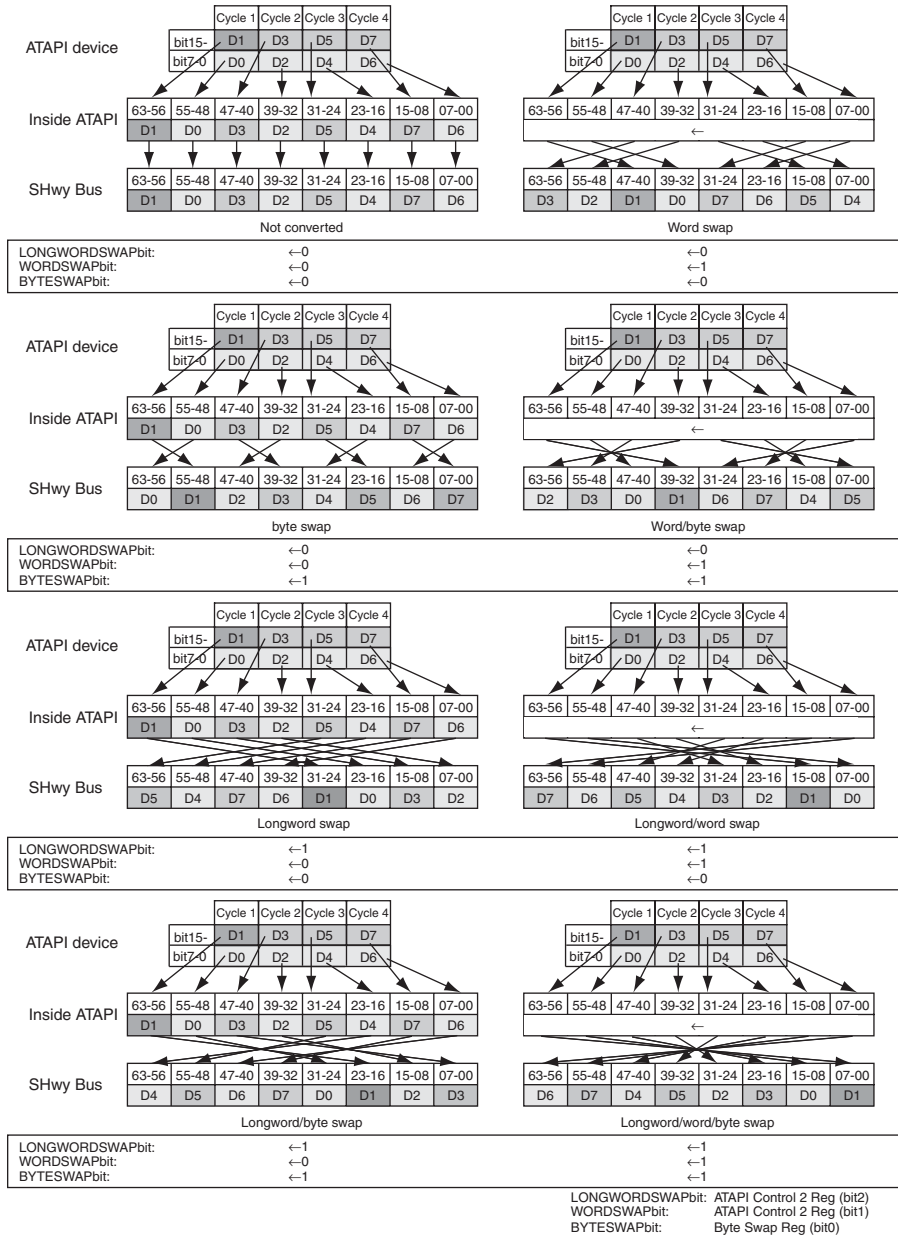 Cycle 1 Cycle 2 Cycle 3 Cycle 4 Cycle 1 Cycle 2 Cycle 3 Cycle 4
ATAPI device bit15- D1 D3 D5 D7 bit15- D1 D3 D5 D7
bit7-0 D0 D2 D4 D6 bit7-0 D0 D2 D4 D6
63-56 55-48 47-40 39-32 31-24 23-16 15-08 07-00 63-56 55-48 47-40 39-32 31-24 23-16 15-08 07-00
Inside ATAPI D1 D0 D3 D2 D5 D4 D7 D6 ←
63-56 55-48 47-40 39-32 31-24 23-16 15-08 07-00 63-56 55-48 47-40 39-32 31-24 23-16 15-08 07-00
SHwy Bus D1 D0 D3 D2 D5 D4 D7 D6 D3 D2 D1 D0 D7 D6 D5 D4
Not converted Word swap
LONGWORDSWAPbit: ←0 ←0
WORDSWAPbit: ←0 ←1
BYTESWAPbit: ←0 ←0
Cycle 1 Cycle 2 Cycle 3 Cycle 4 Cycle 1 Cycle 2 Cycle 3 Cycle 4
ATAPI device bit15- D1 D3 D5 D7 bit15- D1 D3 D5 D7
bit7-0 D0 D2 D4 D6 bit7-0 D0 D2 D4 D6
63-56 55-48 47-40 39-32 31-24 23-16 15-08 07-00 63-56 55-48 47-40 39-32 31-24 23-16 15-08 07-00
Inside ATAPI D1 D0 D3 D2 D5 D4 D7 D6 ←
63-56 55-48 47-40 39-32 31-24 23-16 15-08 07-00 63-56 55-48 47-40 39-32 31-24 23-16 15-08 07-00
SHwy Bus D0 D1 D2 D3 D4 D5 D6 D7 D2 D3 D0 D1 D6 D7 D4 D5
byte swap Word/byte swap
LONGWORDSWAPbit: ←0 ←0
WORDSWAPbit: ←0 ←1
BYTESWAPbit: ←1 ←1
Cycle 1 Cycle 2 Cycle 3 Cycle 4 Cycle 1 Cycle 2 Cycle 3 Cycle 4
ATAPI device bit15- D1 D3 D5 D7 bit15- D1 D3 D5 D7
bit7-0 D0 D2 D4 D6 bit7-0 D0 D2 D4 D6
63-56 55-48 47-40 39-32 31-24 23-16 15-08 07-00 63-56 55-48 47-40 39-32 31-24 23-16 15-08 07-00
Inside ATAPI D1 D0 D3 D2 D5 D4 D7 D6 ←
63-56 55-48 47-40 39-32 31-24 23-16 15-08 07-00 63-56 55-48 47-40 39-32 31-24 23-16 15-08 07-00
SHwy Bus D5 D4 D7 D6 D1 D0 D3 D2 D7 D6 D5 D4 D3 D2 D1 D0
Longword swap Longword/word swap
LONGWORDSWAPbit: ←1 ←1
WORDSWAPbit: ←0 ←1
BYTESWAPbit: ←0 ←0
Cycle 1 Cycle 2 Cycle 3 Cycle 4 Cycle 1 Cycle 2 Cycle 3 Cycle 4
ATAPI device bit15- D1 D3 D5 D7 bit15- D1 D3 D5 D7
bit7-0 D0 D2 D4 D6 bit7-0 D0 D2 D4 D6
63-56 55-48 47-40 39-32 31-24 23-16 15-08 07-00 63-56 55-48 47-40 39-32 31-24 23-16 15-08 07-00
Inside ATAPI D1 D0 D3 D2 D5 D4 D7 D6 ←
63-56 55-48 47-40 39-32 31-24 23-16 15-08 07-00 63-56 55-48 47-40 39-32 31-24 23-16 15-08 07-00
SHwy Bus D4 D5 D6 D7 D0 D1 D2 D3 D6 D7 D4 D5 D2 D3 D0 D1
Longword/byte swap Longword/word/byte swap
LONGWORDSWAPbit: ←1 ←1
WORDSWAPbit: ←0 ←1
BYTESWAPbit: ←1 ←1
LONGWORDSWAPbit: ATAPI Control 2 Reg (bit2)
WORDSWAPbit: ATAPI Control 2 Reg (bit1)
BYTESWAPbit: Byte Swap Reg (bit0)